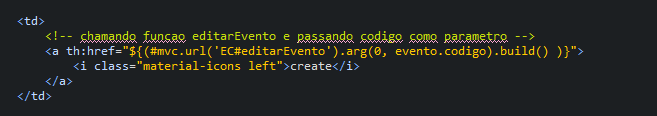 <td>
<!-- chamando funcao editarEvento e passando codigo como parametro -->
<a th:href="${(#mvc.url('EC#editarEvento').arg(0, evento.codigo).build() )}">
<i class="material-icons left">create</i>
</a>
</td>